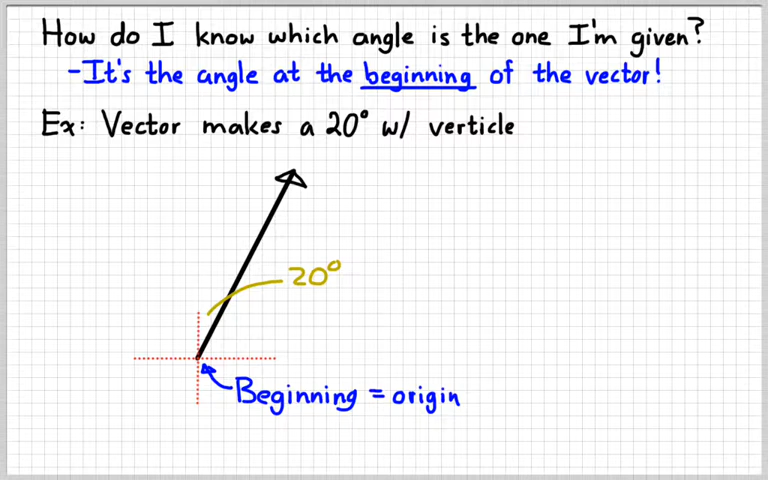 How do I know which angle is the one I'm given?
-It's the angle at the beginning of the vector!
Ex: Vector makes a 20° w/ verticle
20°
Beginning = origin